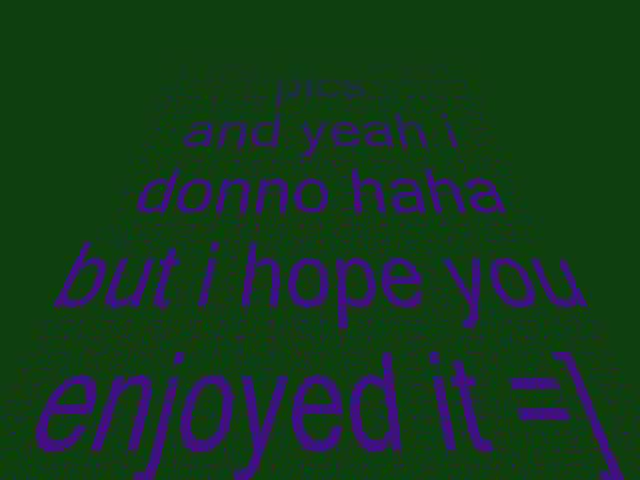 pics
and yeah i
donno haha
but i hope you
enjoyed it =]